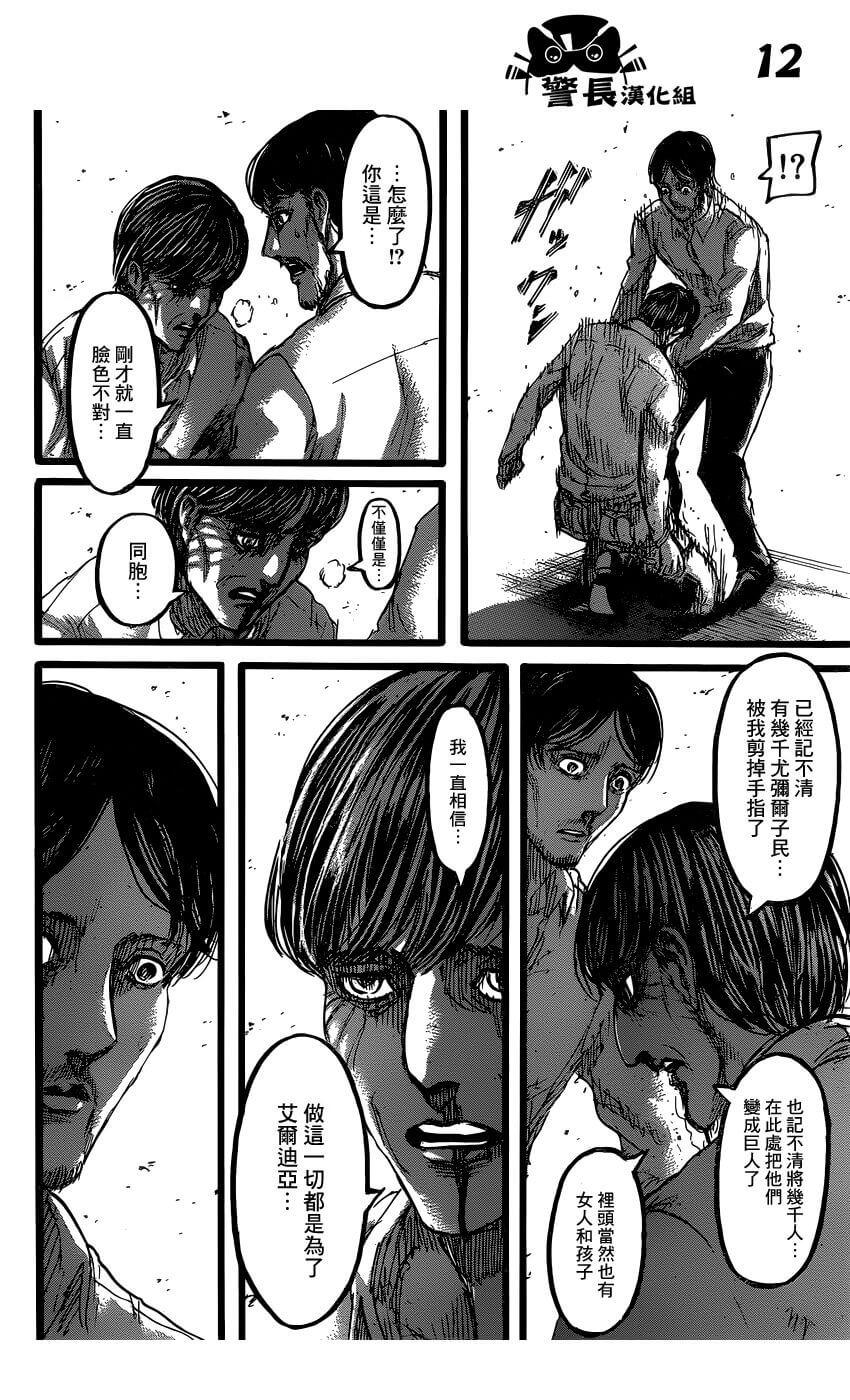 警長漢化組
12
!?
ガクッ
…怎麼了!?
你這是…
剛才就一直
臉色不對…
不僅僅是…
同胞…
已經記不清
有幾千尤彌爾子民…
被我剪掉手指了
也記不清將幾千人…
在此處把他們
變成巨人了
裡頭當然也有
女人和孩子
我一直相信…
做這一切都是為了
艾爾迪亞…